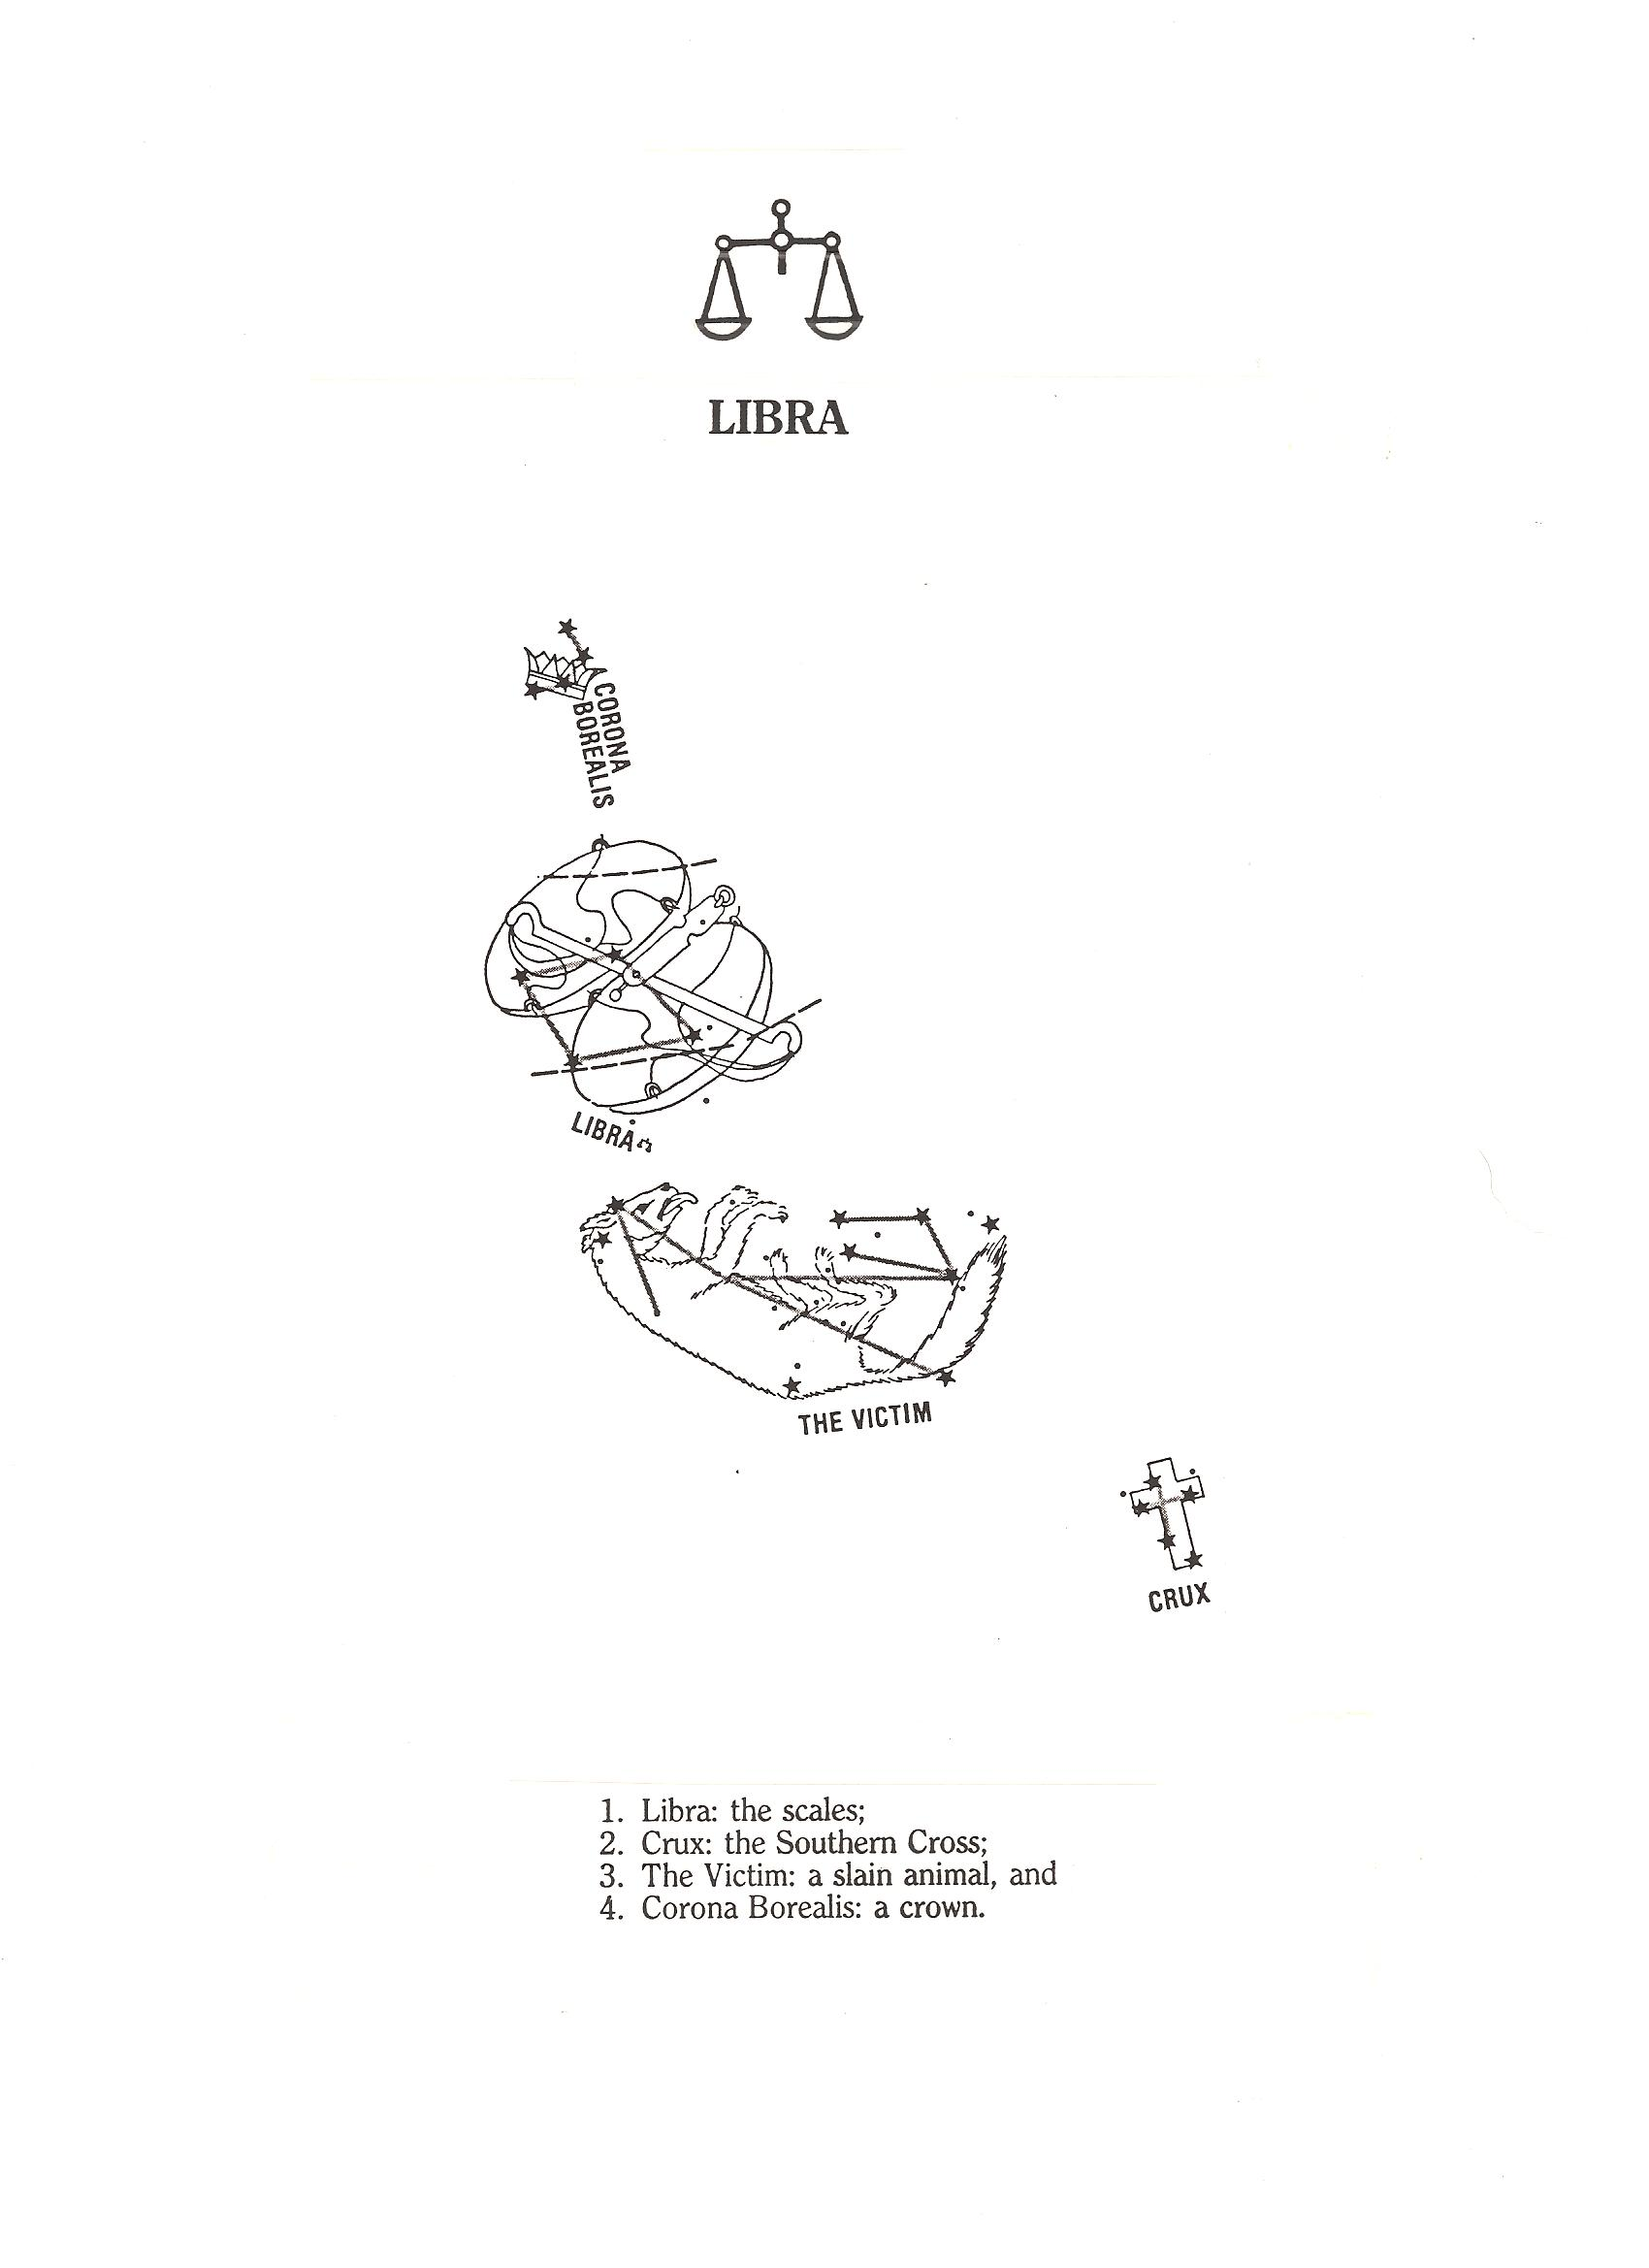 LIBRA
CORONA
BOREALIS
LIBRA
THE VICTIM
CRUX
1. Libra: the scales;
2. Crux: the Southern Cross;
3. The Victim: a slain animal, and
4. Corona Borealis: a crown.